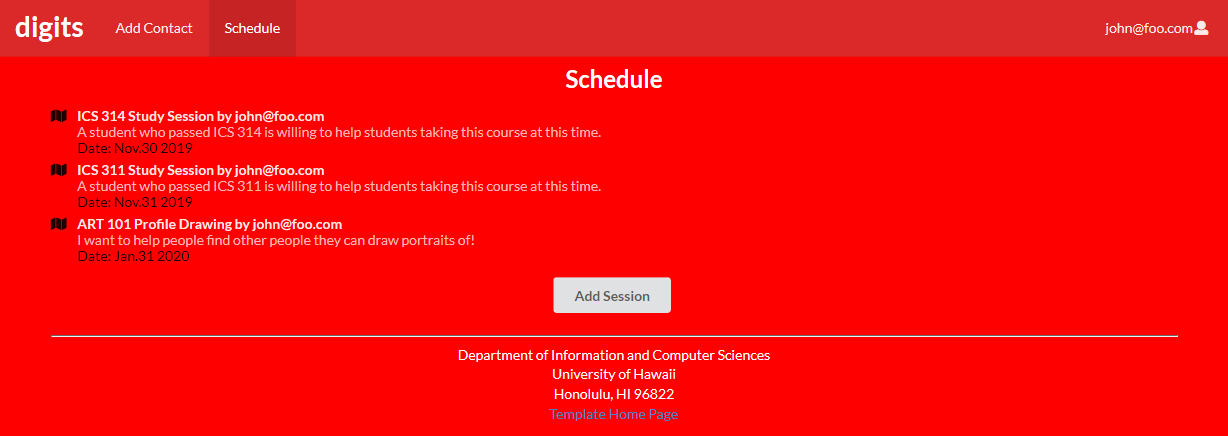 digits Add Contact Schedule john@foo.com
Schedule
ICS 314 Study Session by john@foo.com
A student who passed ICS 314 is willing to help students taking this course at this time.
Date: Nov.30 2019
ICS 311 Study Session by john@foo.com
A student who passed ICS 311 is willing to help students taking this course at this time.
Date: Nov.31 2019
ART 101 Profile Drawing by john@foo.com
I want to help people find other people they can draw portraits of!
Date: Jan.31 2020
Add Session
Department of Information and Computer Sciences
University of Hawaii
Honolulu, HI 96822
Template Home Page